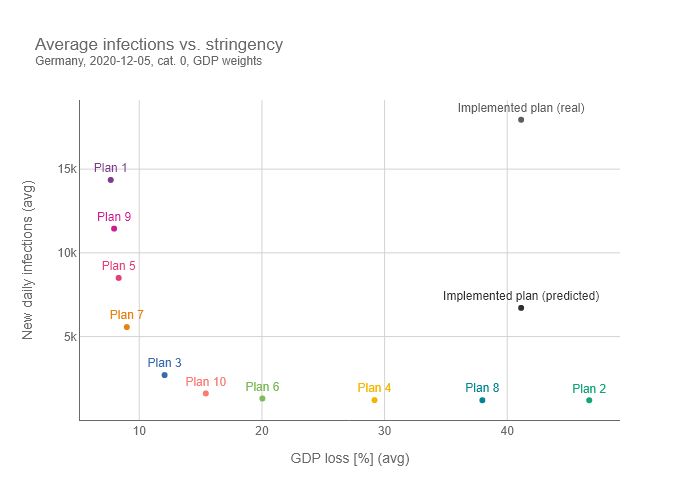 Average infections vs. stringency
Germany, 2020-12-05, cat. 0, GDP weights
Implemented plan (real)
15k
Plan 1
Plan 9
10k
Plan 5
Implemented plan (predicted)
Plan 7
5k
Plan 3
Plan 10
Plan 6
Plan 4
Plan 8
Plan 2
10
20
30
40
GDP loss [%] (avg)
New daily infections (avg)